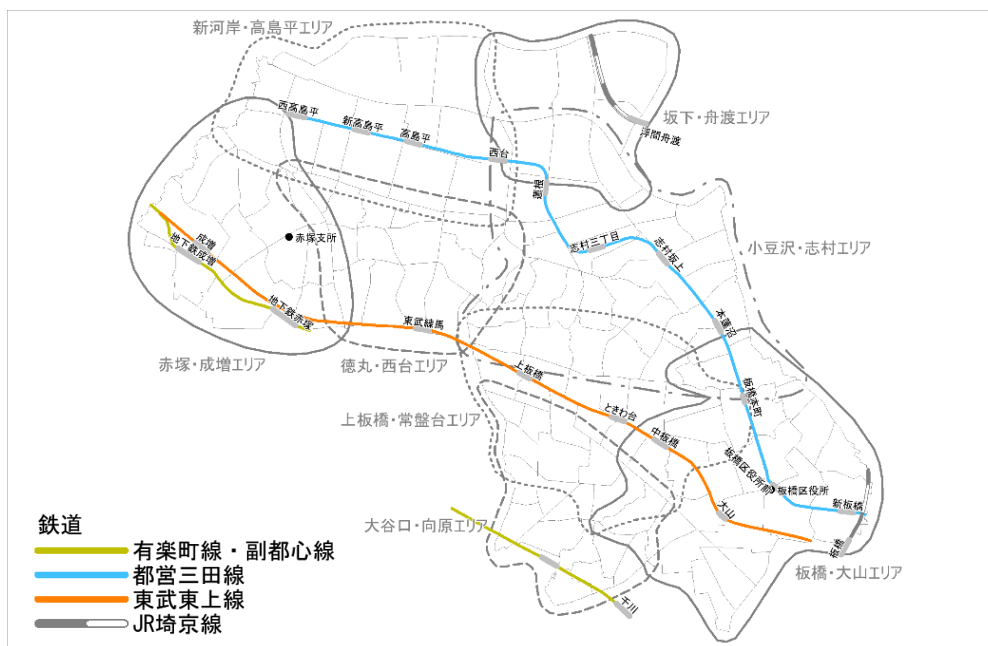 新河岸・高島平エリア
坂下・舟渡エリア
浮間舟渡
西高島平
新高島平
高島平
西台
蓮根
赤塚支所
成増
地下鉄成増
志村三丁目
志村坂上
小豆沢・志村エリア
地下鉄赤塚
東武練馬
本蓮沼
赤塚・成増エリア
徳丸・西台エリア
上板橋
板橋本町
上板橋・常盤台エリア
ときわ台
中板橋
板橋区役所前
板橋区役所
新板橋
大山
大谷口・向原エリア
板橋
板橋・大山エリア
千川
鉄道
有楽町線・副都心線
都営三田線
東武東上線
JR埼京線